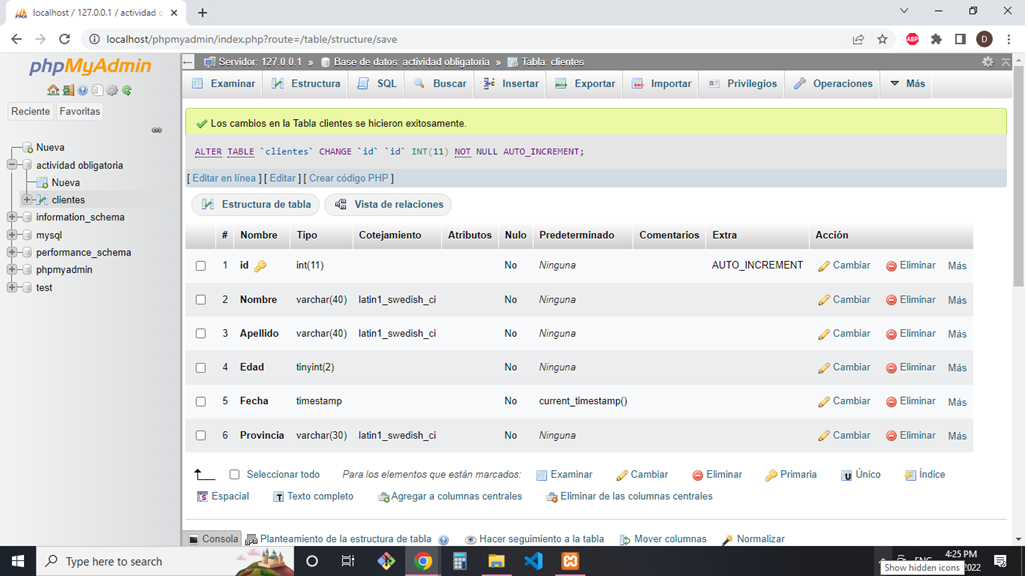 localhost / 127.0.0.1 / actividad o
localhost/phpmyadmin/index.php?route=/table/structure/save
ABP
D
phpMyAdmin
Reciente Favoritas
Nueva
actividad obligatoria
Nueva
clientes
information_schema
mysql
performance_schema
phpmyadmin
test
Servidor: 127.0.0.1 » Base de datos: actividad obligatoria » Tabla: clientes
Examinar Estructura SQL Buscar Insertar Exportar Importar Privilegios Operaciones Más
Los cambios en la Tabla clientes se hicieron exitosamente.
ALTER TABLE `clientes` CHANGE `id` `id` INT(11) NOT NULL AUTO_INCREMENT;
[ Editar en línea ] [ Editar ] [ Crear código PHP ]
Estructura de tabla Vista de relaciones
# Nombre Tipo Cotejamiento Atributos Nulo Predeterminado Comentarios Extra Acción
1 id int(11) No Ninguna AUTO_INCREMENT Cambiar Eliminar Más
2 Nombre varchar(40) latin1_swedish_ci No Ninguna Cambiar Eliminar Más
3 Apellido varchar(40) latin1_swedish_ci No Ninguna Cambiar Eliminar Más
4 Edad tinyint(2) No Ninguna Cambiar Eliminar Más
5 Fecha timestamp No current_timestamp() Cambiar Eliminar Más
6 Provincia varchar(30) latin1_swedish_ci No Ninguna Cambiar Eliminar Más
Seleccionar todo Para los elementos que están marcados: Examinar Cambiar Eliminar Primaria Único Índice
Espacial Texto completo Agregar a columnas centrales Eliminar de las columnas centrales
Consola Planteamiento de la estructura de tabla Hacer seguimiento a la tabla Mover columnas Normalizar
Type here to search
4:25 PM
Show hidden icons
2022